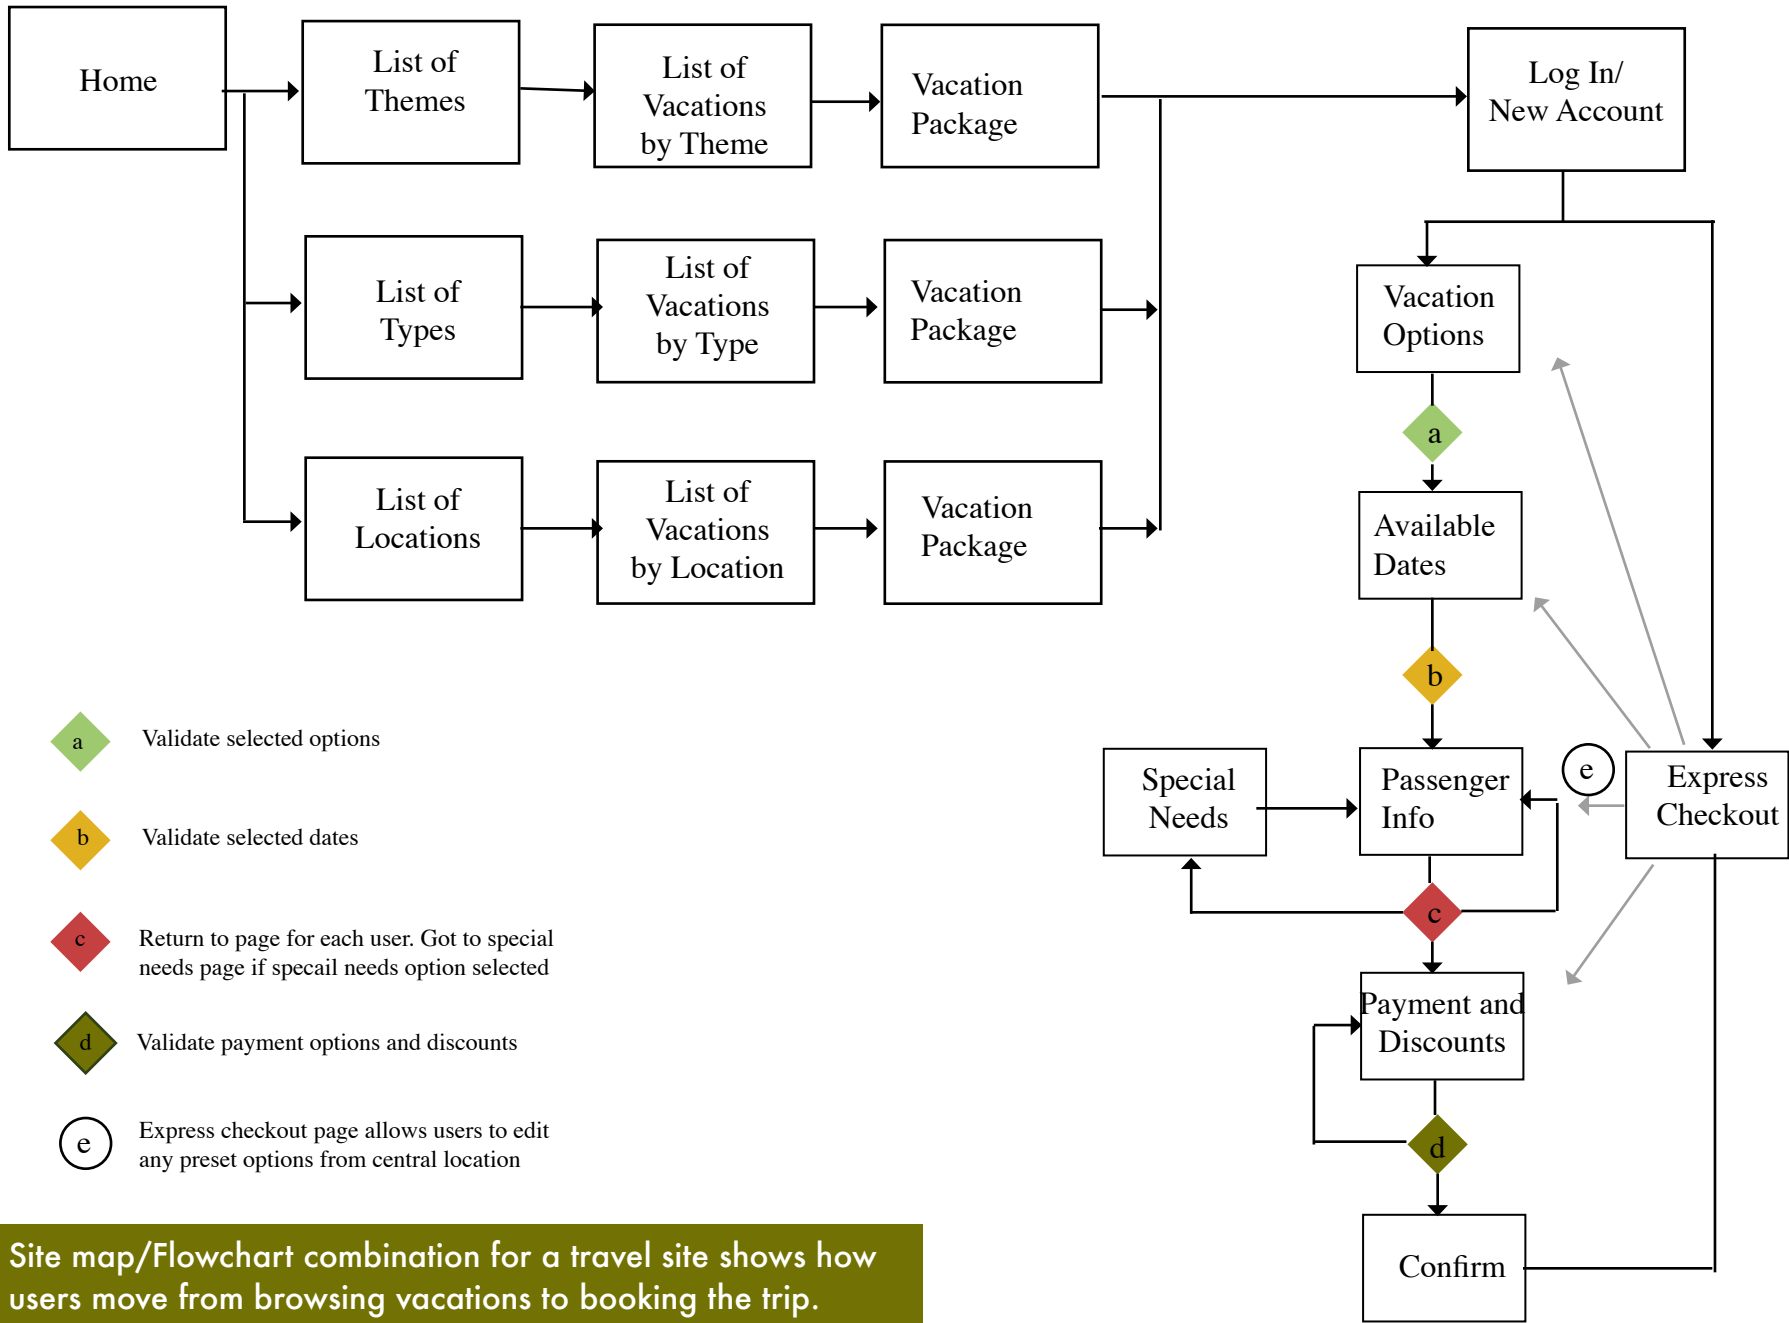 Home
List of
Themes
List of
Vacations
by Theme
Vacation
Package
Log In/
New Account
List of
Types
List of
Vacations
by Type
Vacation
Package
Vacation
Options
a
List of
Locations
List of
Vacations
by Location
Vacation
Package
Available
Dates
b
Special
Needs
Passenger
Info
e
Express
Checkout
c
Payment and
Discounts
d
Confirm
a
Validate selected options
b
Validate selected dates
c
Return to page for each user. Got to special
needs page if specail needs option selected
d
Validate payment options and discounts
e
Express checkout page allows users to edit
any preset options from central location
Site map/Flowchart combination for a travel site shows how
users move from browsing vacations to booking the trip.